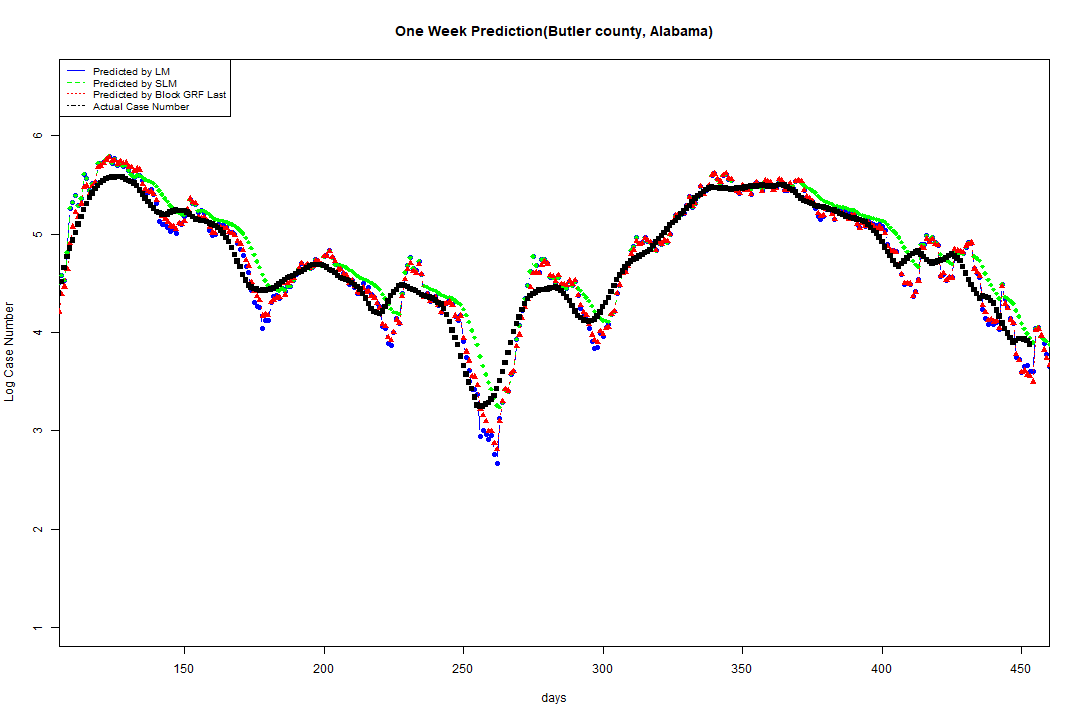 One Week Prediction(Butler county, Alabama)
Predicted by LM
Predicted by SLM
Predicted by Block GRF Last
Actual Case Number
6
5
4
3
2
1
Log Case Number
150 200 250 300 350 400 450
days